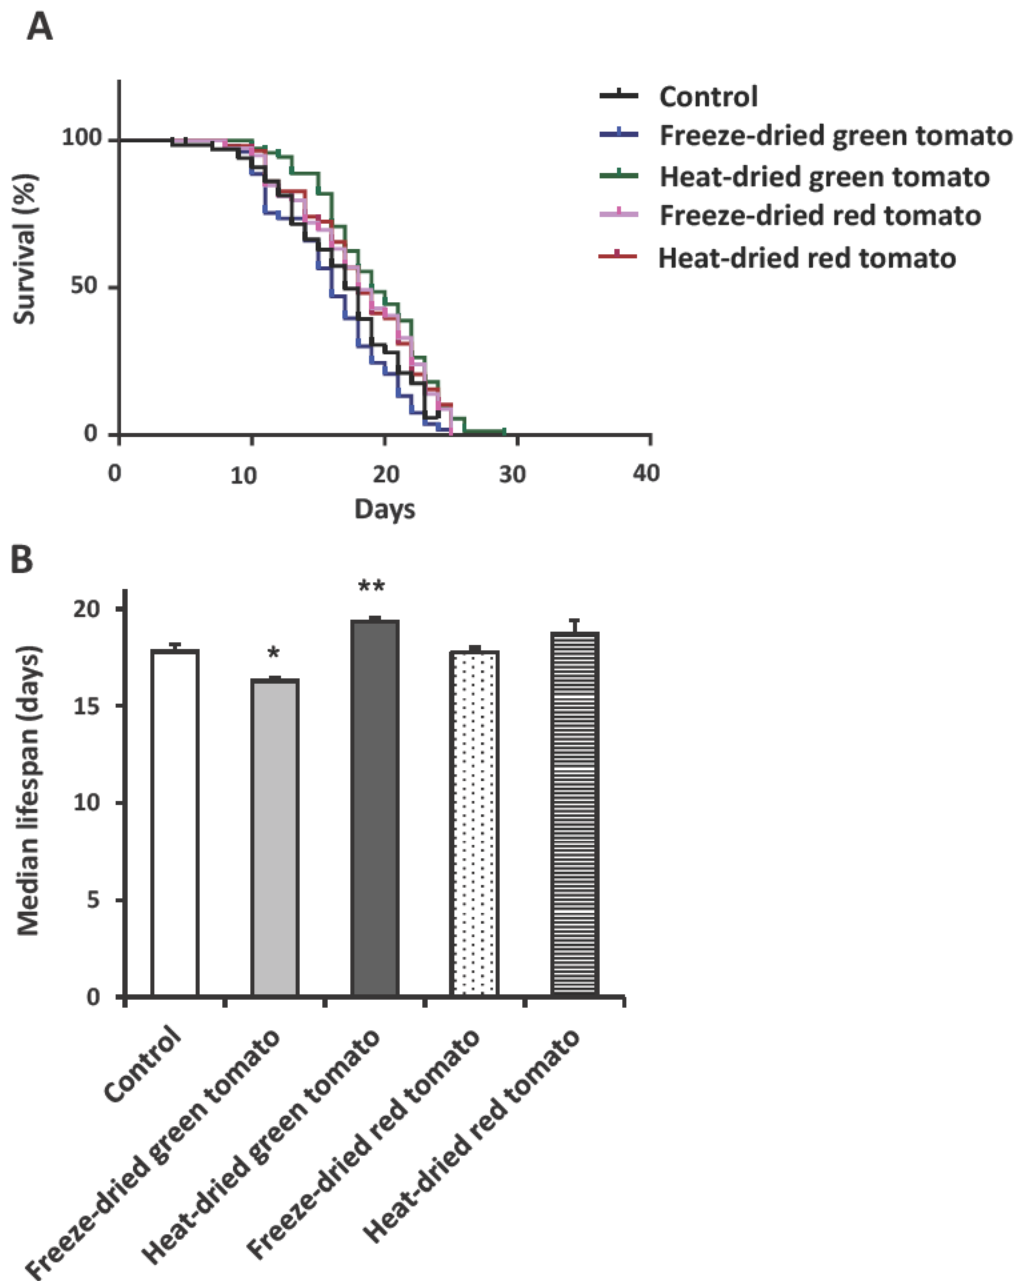 A
Survival (%)
100
50
0
0 10 20 30 40
Days
Control
Freeze-dried green tomato
Heat-dried green tomato
Freeze-dried red tomato
Heat-dried red tomato
B
Median lifespan (days)
20
15
10
5
0
*
**
Control
Freeze-dried green tomato
Heat-dried green tomato
Freeze-dried red tomato
Heat-dried red tomato